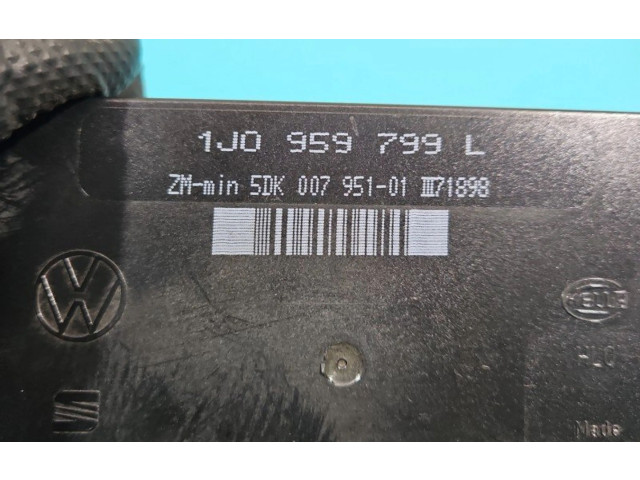 1J0 959 799 L
ZM-min 5DK 007 951-01 III71898
HELLA
Made